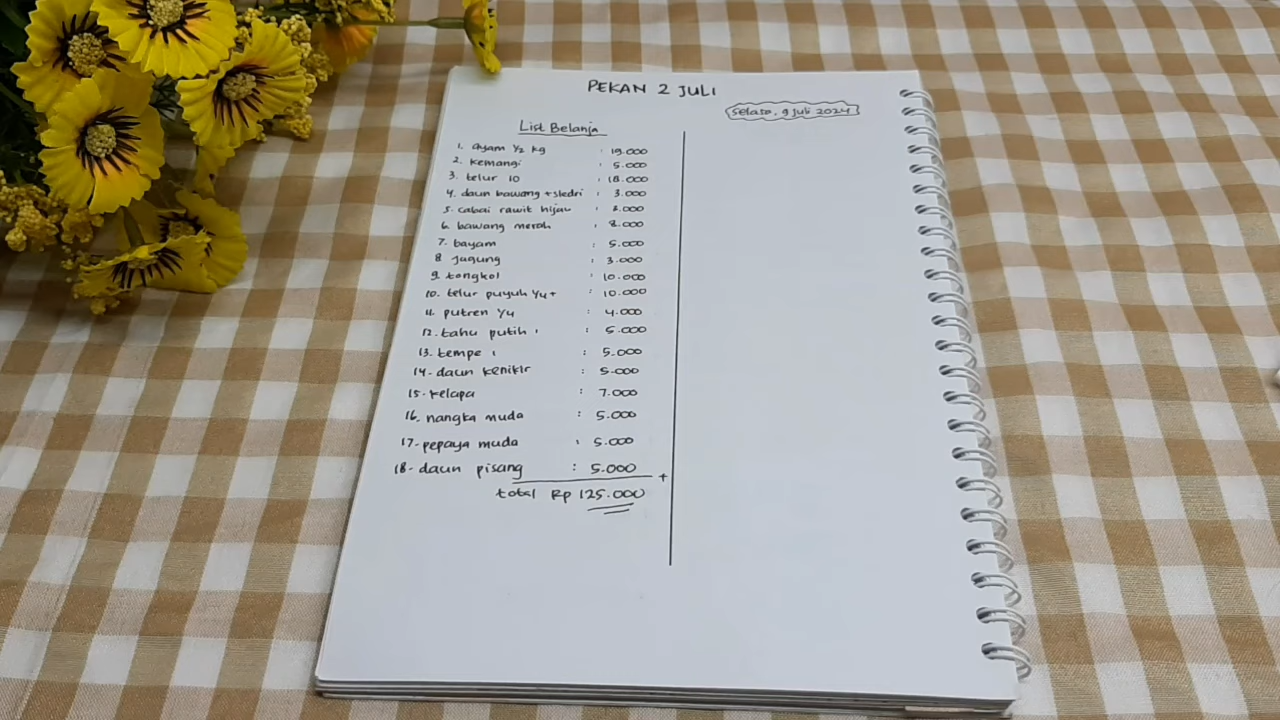 PEKAN 2 JULI
Selasa, 9 Juli 2024
List Belanja
1. ayam 1/2 kg : 19.000
2. kemangi : 5.000
3. telur 10 : 18.000
4. daun bawang + sledri : 3.000
5. cabai rawit hijau : 3.000
6. bawang merah : 8.000
7. bayam : 5.000
8 jagung : 3.000
9. tongkol : 10.000
10. telur puyuh 1/4+ : 10.000
11. putren 1/4 : 4.000
12. tahu putih 1 : 5.000
13. tempe 1 : 5.000
14. daun kenikir : 5.000
15. kelapa : 7.000
16. nangka muda : 5.000
17. pepaya muda : 5.000
18. daun pisang : 5.000 +
total Rp 125.000